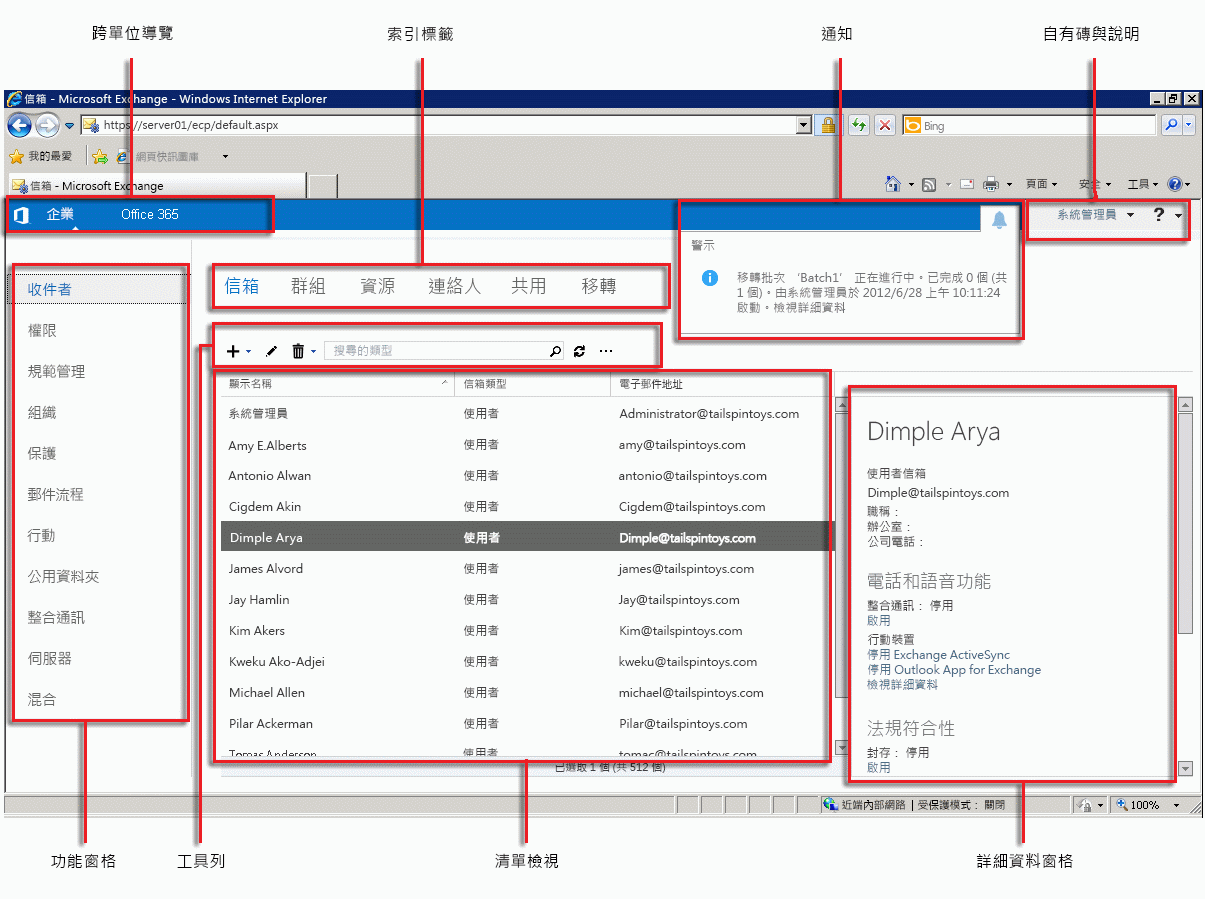 跨單位導覽
索引標籤
通知
自有磚與說明
信箱 - Microsoft Exchange - Windows Internet Explorer
https://server01/ecp/default.aspx
Bing
我的最愛
網頁快訊圖庫
信箱 - Microsoft Exchange
頁面
安全
工具
企業
Office 365
系統管理員
?
警示
移轉批次 'Batch1' 正在進行中。已完成 0 個 (共
1 個)。由系統管理員於 2012/6/28 上午 10:11:24
啟動。檢視詳細資料
收件者
權限
規範管理
組織
保護
郵件流程
行動
公用資料夾
整合通訊
伺服器
混合
信箱 群組 資源 連絡人 共用 移轉
搜尋的類型
顯示名稱 信箱類型 電子郵件地址
系統管理員 使用者 Administrator@tailspintoys.com
Amy E.Alberts 使用者 amy@tailspintoys.com
Antonio Alwan 使用者 antonio@tailspintoys.com
Cigdem Akin 使用者 Cigdem@tailspintoys.com
Dimple Arya 使用者 Dimple@tailspintoys.com
James Alvord 使用者 james@tailspintoys.com
Jay Hamlin 使用者 Jay@tailspintoys.com
Kim Akers 使用者 Kim@tailspintoys.com
Kweku Ako-Adjei 使用者 kweku@tailspintoys.com
Michael Allen 使用者 michael@tailspintoys.com
Pilar Ackerman 使用者 Pilar@tailspintoys.com
Tomas Anderson 使用者 tomac@tailspintoys.com
已選取 1 個 (共 512 個)
Dimple Arya
使用者信箱
Dimple@tailspintoys.com
職稱：
辦公室：
公司電話：
電話和語音功能
整合通訊： 停用
啟用
行動裝置
停用 Exchange ActiveSync
停用 Outlook App for Exchange
檢視詳細資料
法規符合性
封存： 停用
啟用
近端內部網路 | 受保護模式： 關閉
100%
功能窗格
工具列
清單檢視
詳細資料窗格